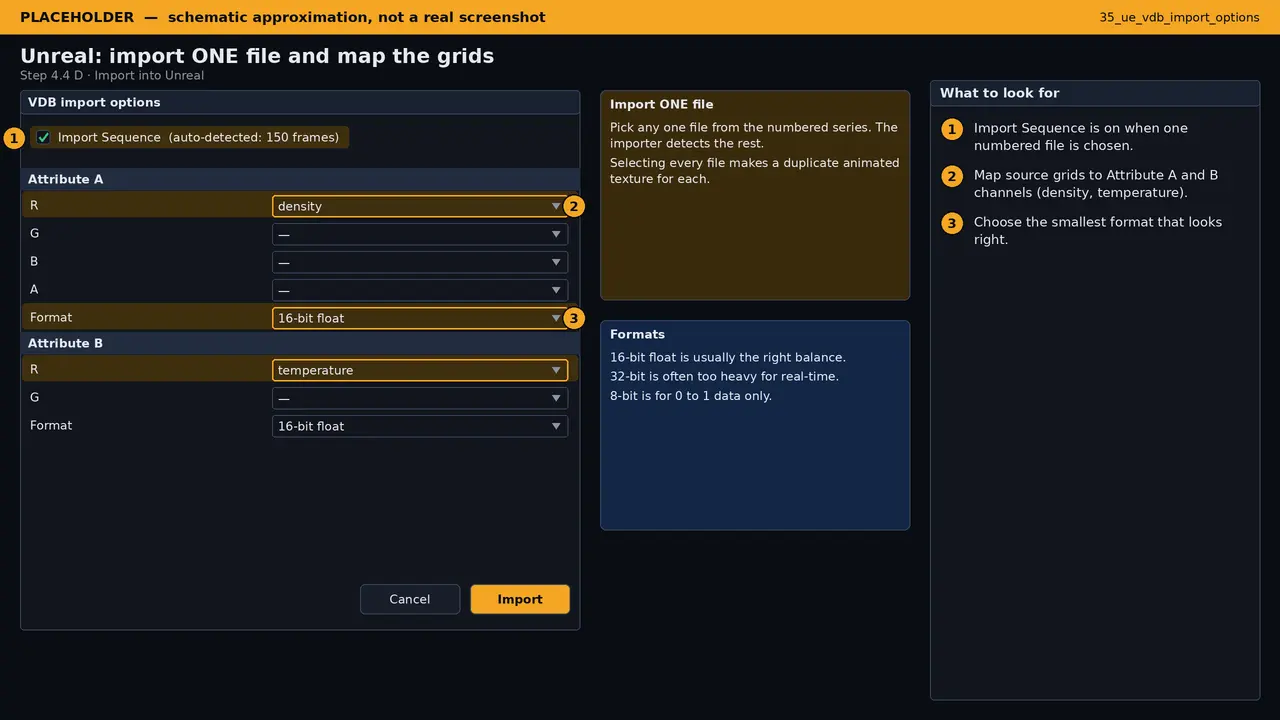 PLACEHOLDER — schematic approximation, not a real screenshot
35_ue_vdb_import_options
Unreal: import ONE file and map the grids
Step 4.4 D · Import into Unreal
VDB import options
1
Import Sequence (auto-detected: 150 frames)
Attribute A
R
density
2
G
—
B
—
A
—
Format
16-bit float
3
Attribute B
R
temperature
G
—
Format
16-bit float
Cancel
Import
Import ONE file
Pick any one file from the numbered series. The
importer detects the rest.
Selecting every file makes a duplicate animated
texture for each.
Formats
16-bit float is usually the right balance.
32-bit is often too heavy for real-time.
8-bit is for 0 to 1 data only.
What to look for
1
Import Sequence is on when one
numbered file is chosen.
2
Map source grids to Attribute A and B
channels (density, temperature).
3
Choose the smallest format that looks
right.